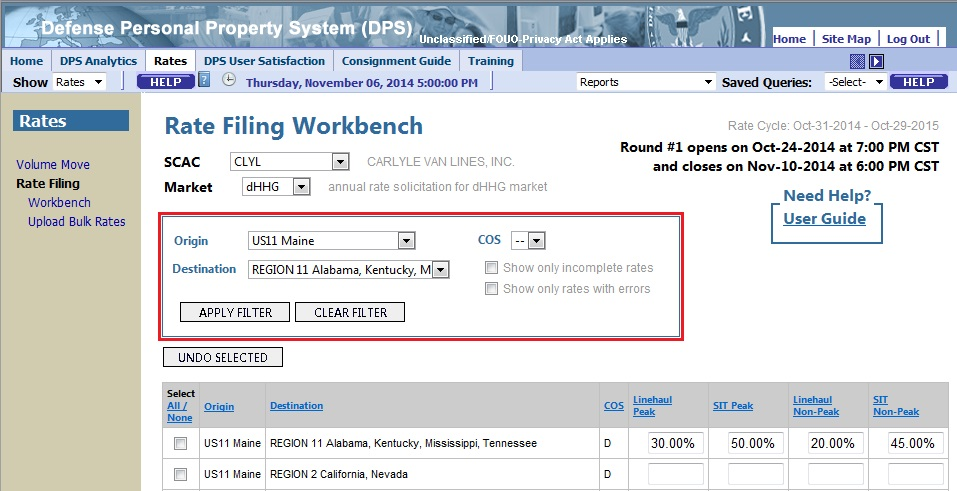 Defense Personal Property System (DPS) Unclassified/FOUO-Privacy Act Applies
Home | Site Map | Log Out |
Home DPS Analytics Rates DPS User Satisfaction Consignment Guide Training
Show Rates HELP ? Thursday, November 06, 2014 5:00:00 PM Reports Saved Queries: -Select- HELP
Rates
Volume Move
Rate Filing
Workbench
Upload Bulk Rates
Rate Filing Workbench
Rate Cycle: Oct-31-2014 - Oct-29-2015
Round #1 opens on Oct-24-2014 at 7:00 PM CST
and closes on Nov-10-2014 at 6:00 PM CST
SCAC CLYL CARLYLE VAN LINES, INC.
Market dHHG annual rate solicitation for dHHG market
Need Help?
User Guide
Origin US11 Maine COS --
Destination REGION 11 Alabama, Kentucky, M Show only incomplete rates
Show only rates with errors
APPLY FILTER CLEAR FILTER
UNDO SELECTED
Select
All /
None
Origin
Destination
COS
Linehaul
Peak
SIT Peak
Linehaul
Non-Peak
SIT
Non-Peak
US11 Maine REGION 11 Alabama, Kentucky, Mississippi, Tennessee D 30.00% 50.00% 20.00% 45.00%
US11 Maine REGION 2 California, Nevada D